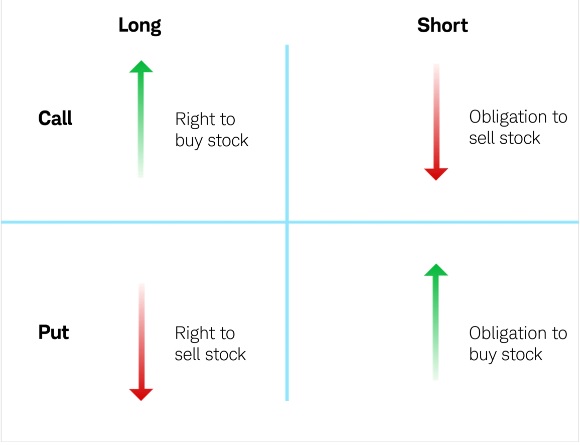 Long
Short
Call
Right to
buy stock
Obligation to
sell stock
Put
Right to
sell stock
Obligation to
buy stock